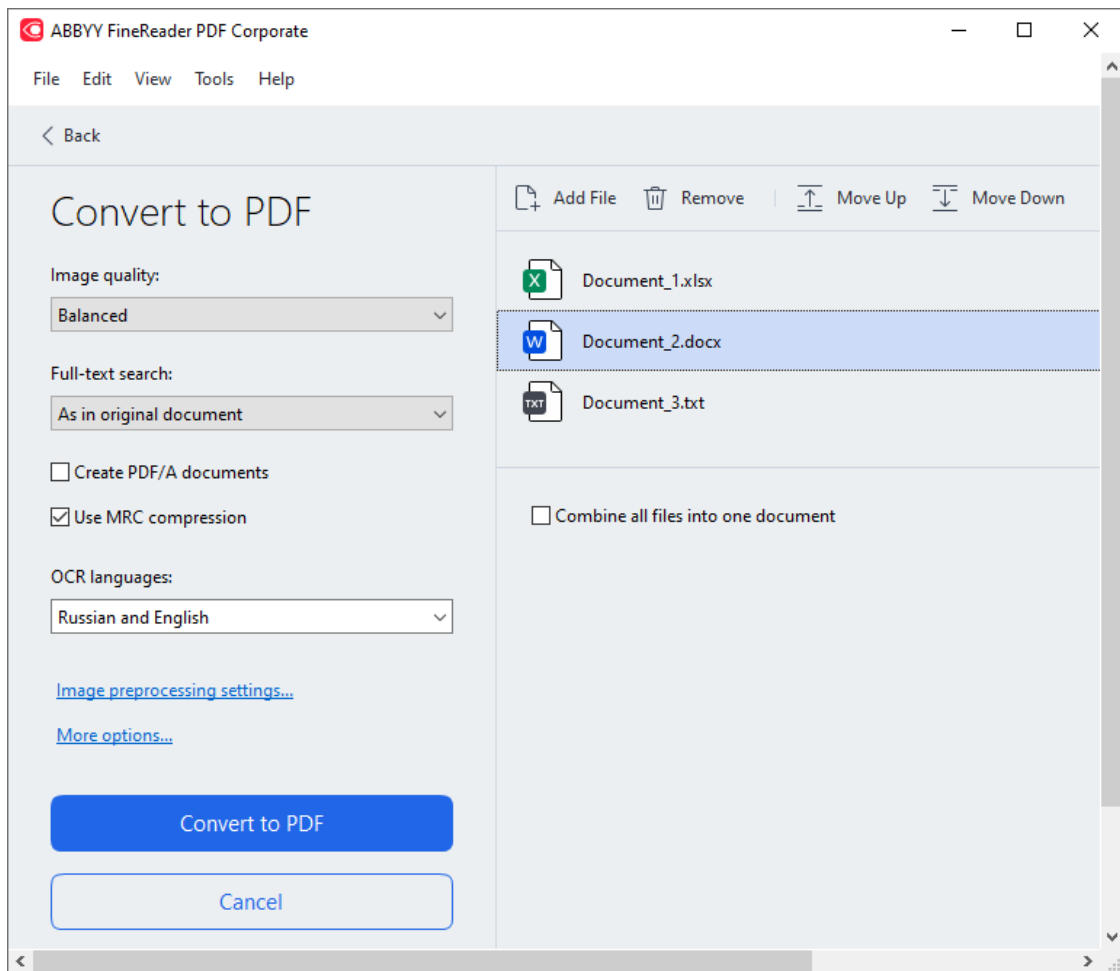 ABBYY FineReader PDF Corporate
File Edit View Tools Help
Back
Convert to PDF
Image quality:
Balanced
Full-text search:
As in original document
Create PDF/A documents
Use MRC compression
OCR languages:
Russian and English
Image preprocessing settings...
More options...
Convert to PDF
Cancel
Add File Remove Move Up Move Down
X Document_1.xlsx
W Document_2.docx
TXT Document_3.txt
Combine all files into one document